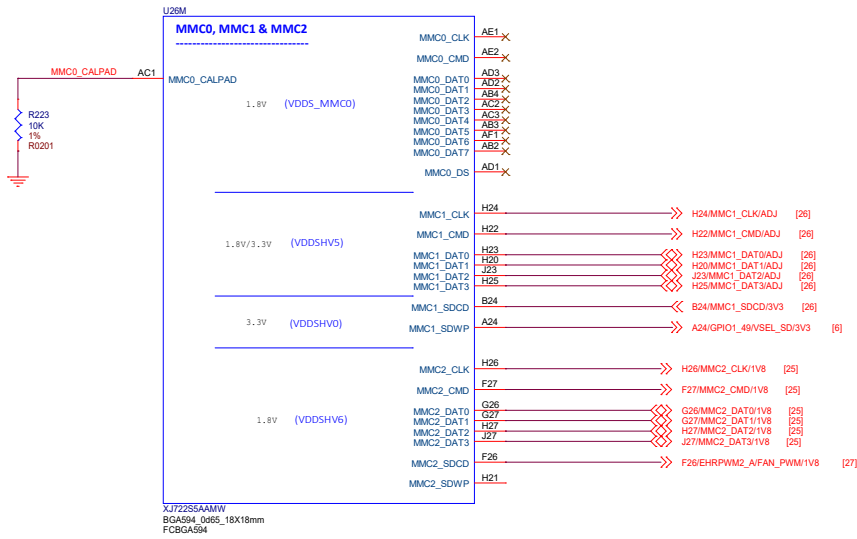 U26M
MMC0, MMC1 & MMC2
-------------------------------
MMC0_CALPAD AC1 MMC0_CALPAD
R223
10K
1%
R0201
1.8V (VDDS_MMC0)
MMC0_CLK AE1
MMC0_CMD AE2
MMC0_DAT0 AD3
MMC0_DAT1 AD2
MMC0_DAT2 AB4
MMC0_DAT3 AC2
MMC0_DAT4 AC3
MMC0_DAT5 AB3
MMC0_DAT6 AF1
MMC0_DAT7 AB2
MMC0_DS AD1
1.8V/3.3V (VDDSHV5)
MMC1_CLK H24 H24/MMC1_CLK/ADJ [26]
MMC1_CMD H22 H22/MMC1_CMD/ADJ [26]
MMC1_DAT0 H23 H23/MMC1_DAT0/ADJ [26]
MMC1_DAT1 H20 H20/MMC1_DAT1/ADJ [26]
MMC1_DAT2 J23 J23/MMC1_DAT2/ADJ [26]
MMC1_DAT3 H25 H25/MMC1_DAT3/ADJ [26]
3.3V (VDDSHV0)
MMC1_SDCD B24 B24/MMC1_SDCD/3V3 [26]
MMC1_SDWP A24 A24/GPIO1_49/VSEL_SD/3V3 [6]
1.8V (VDDSHV6)
MMC2_CLK H26 H26/MMC2_CLK/1V8 [25]
MMC2_CMD F27 F27/MMC2_CMD/1V8 [25]
MMC2_DAT0 G26 G26/MMC2_DAT0/1V8 [25]
MMC2_DAT1 G27 G27/MMC2_DAT1/1V8 [25]
MMC2_DAT2 H27 H27/MMC2_DAT2/1V8 [25]
MMC2_DAT3 J27 J27/MMC2_DAT3/1V8 [25]
MMC2_SDCD F26 F26/EHRPWM2_A/FAN_PWM/1V8 [27]
MMC2_SDWP H21
XJ722S5AAMW
BGA594_0d65_18X18mm
FCBGA594